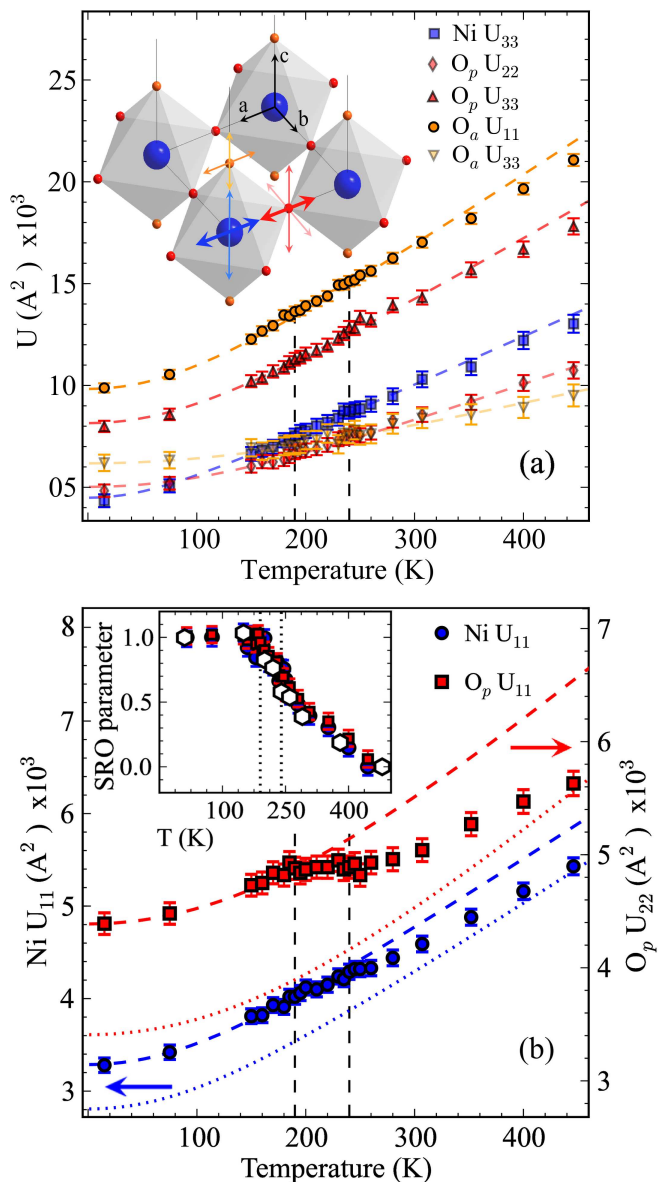 25
20
15
10
05
U (A²) x10³
Ni U₃₃
Oₚ U₂₂
Oₚ U₃₃
Oₐ U₁₁
Oₐ U₃₃
c
a
b
(a)
100 200 300 400
Temperature (K)
8
7
6
5
4
3
Ni U₁₁ (A²) x10³
1.0
0.5
0.0
SRO parameter
100 250 400
T (K)
Ni U₁₁
Oₚ U₁₁
(b)
7
6
5
4
3
Oₚ U₂₂ (A²) x10³
100 200 300 400
Temperature (K)